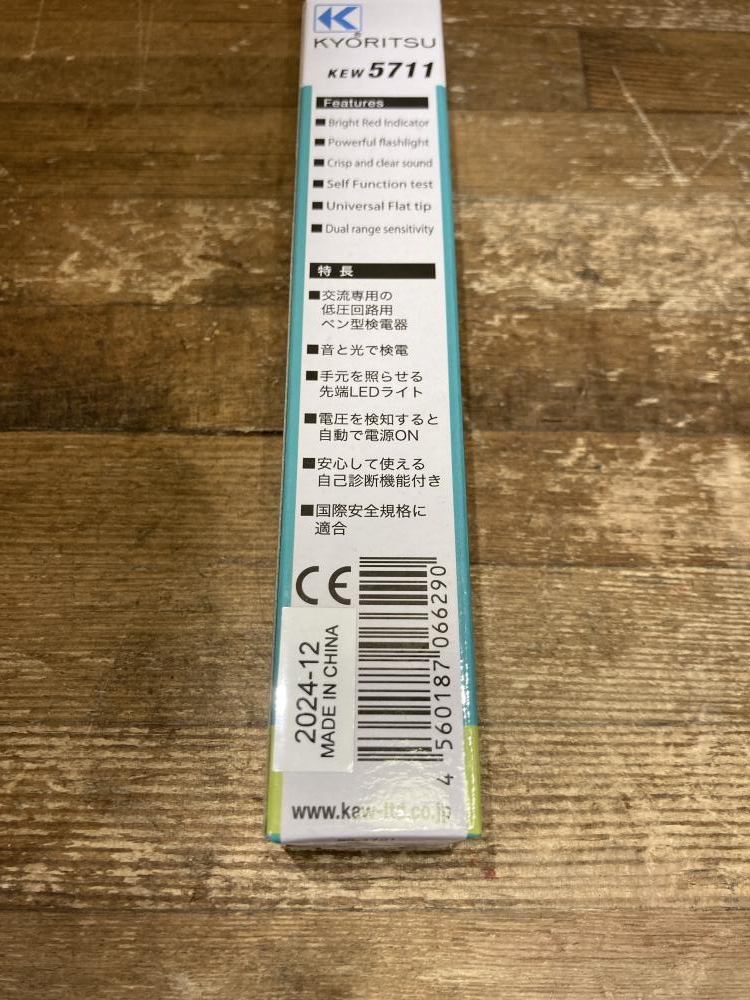 KYORITSU
KEW 5711
Features
■ Bright Red Indicator
■ Powerful flashlight
■ Crisp and clear sound
■ Self Function test
■ Universal Flat tip
■ Dual range sensitivity
特長
■交流専用の
低圧回路用
ペン型検電器
■音と光で検電
■手元を照らせる
先端LEDライト
■電圧を検知すると
自動で電源ON
■安心して使える
自己診断機能付き
■国際安全規格に
適合
CE
2024-12
MADE IN CHINA
4 560187 066290
www.kew-ltd.co.jp